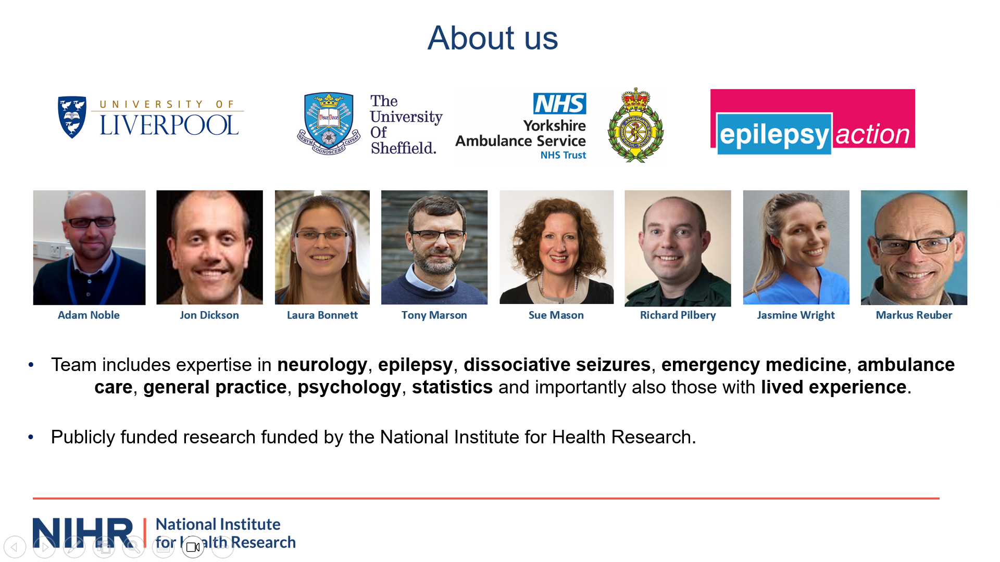 About us
UNIVERSITY OF
LIVERPOOL
Disce Doce
RERVM COGNOSCERE CAVSAS
The
University
Of
Sheffield.
NHS
Yorkshire
Ambulance Service
NHS Trust
YORKSHIRE AMBULANCE SERVICE
epilepsy action
Adam Noble
Jon Dickson
Laura Bonnett
Tony Marson
Sue Mason
Richard Pilbery
Jasmine Wright
Markus Reuber
• Team includes expertise in neurology, epilepsy, dissociative seizures, emergency medicine, ambulance
care, general practice, psychology, statistics and importantly also those with lived experience.
• Publicly funded research funded by the National Institute for Health Research.
NIHR
National Institute
for Health Research